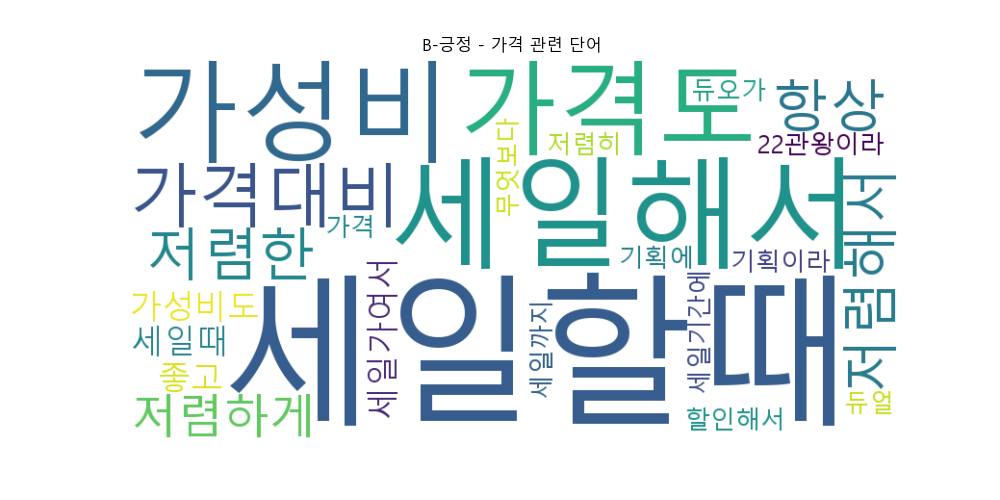 B-긍정 - 가격 관련 단어
가성비
가격도
듀오가
항상
무엇보다
저렴히
22관왕이라
가격대비
세일해서
저렴해서
저렴한
가격
기획에
기획이라
가성비도
세일가여서
세일할때
세일까지
세일기간에
세일때
좋고
저렴하게
할인해서
듀얼